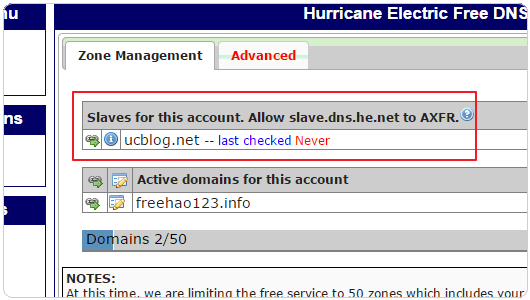 Hurricane Electric Free DNS
Zone Management Advanced
Slaves for this account. Allow slave.dns.he.net to AXFR.
ucblog.net -- last checked Never
Active domains for this account
freehao123.info
Domains 2/50
NOTES:
At this time, we are limiting the free service to 50 zones which includes your